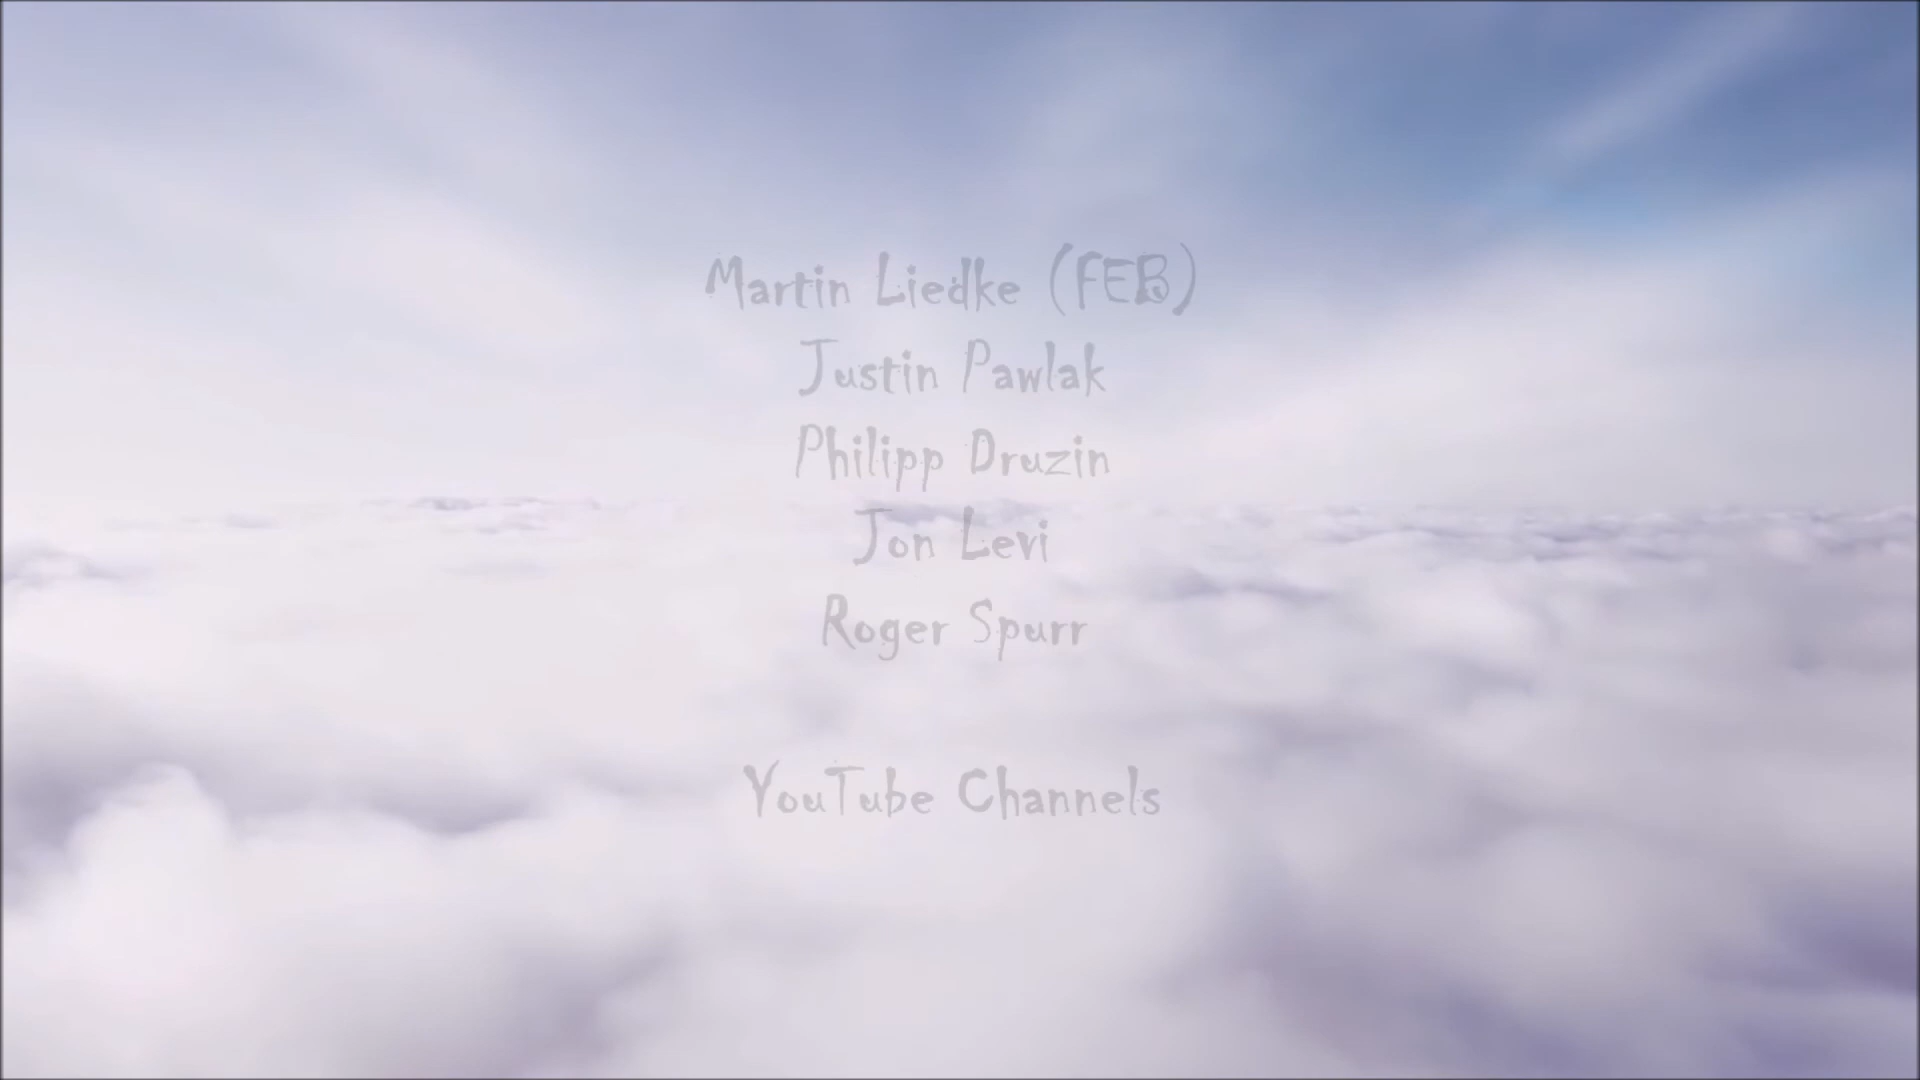 Martin Liedke (FEB)
Justin Pawlak
Philipp Druzin
Jon Levi
Roger Spurr
YouTube Channels